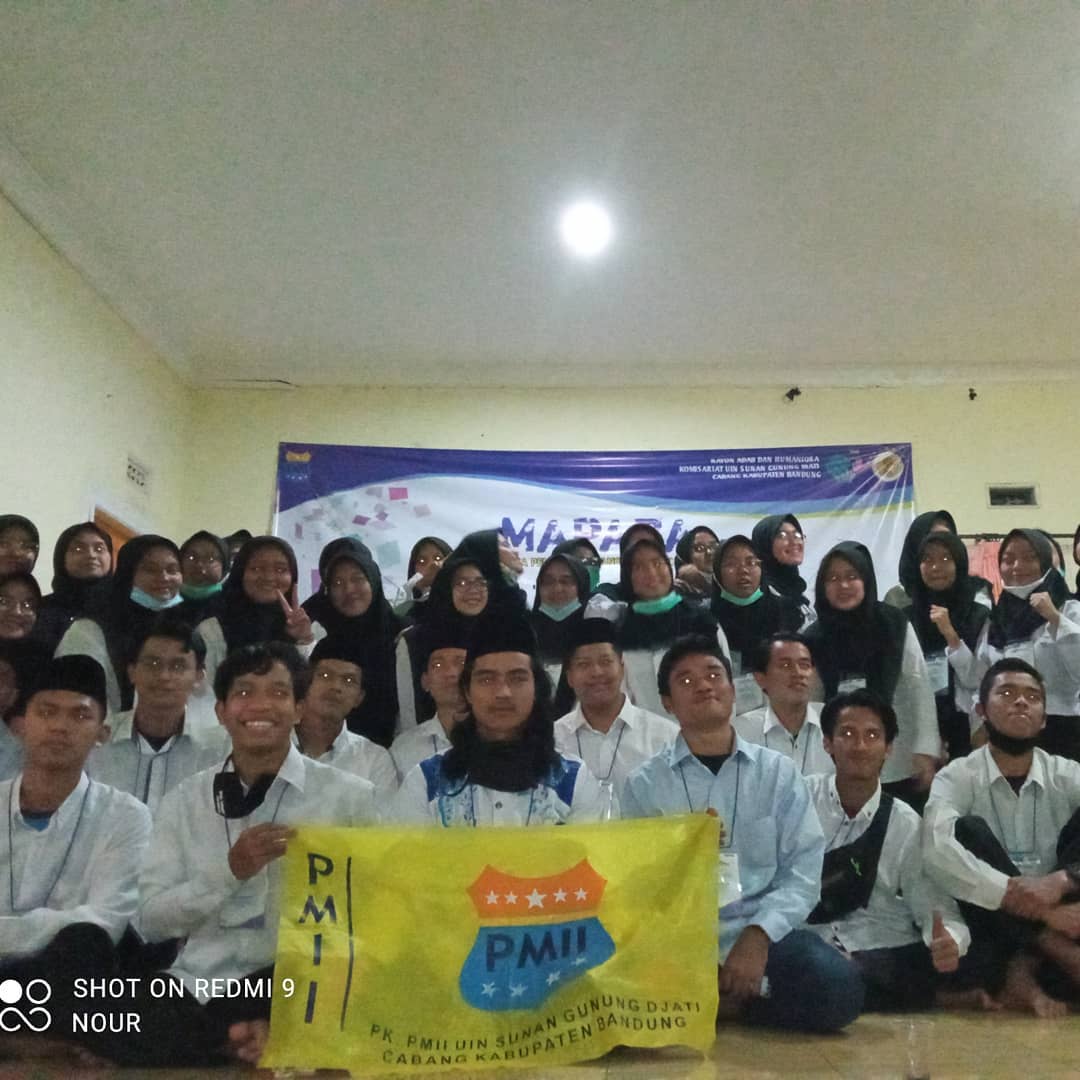 RAYON ADAB DAN HUMANIORA
KOMISARIAT UIN SUNAN GUNUNG DJATI
CABANG KABUPATEN BANDUNG
MAPABA
PMII
PMII
PK. PMII UIN SUNAN GUNUNG DJATI
CABANG KABUPATEN BANDUNG
SHOT ON REDMI 9
NOUR